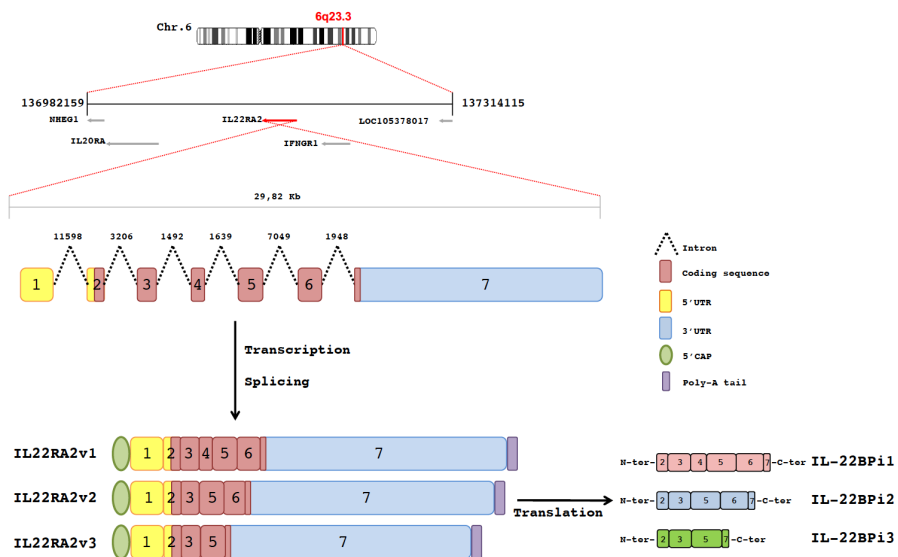 6q23.3
Chr.6
136982159
137314115
NHEG1
IL22RA2
LOC105378017
IL20RA
IFNGR1
29,82 Kb
11598 3206 1492 1639 7049 1948
Intron
Coding sequence
5'UTR
3'UTR
5'CAP
Poly-A tail
1 2 3 4 5 6 7
Transcription
Splicing
IL22RA2v1 1 2 3 4 5 6 7
IL22RA2v2 1 2 3 5 6 7
IL22RA2v3 1 2 3 5 7
Translation
N-ter- 2 3 4 5 6 7 -C-ter IL-22BPi1
N-ter- 2 3 5 6 7 -C-ter IL-22BPi2
N-ter- 2 3 5 7 -C-ter IL-22BPi3